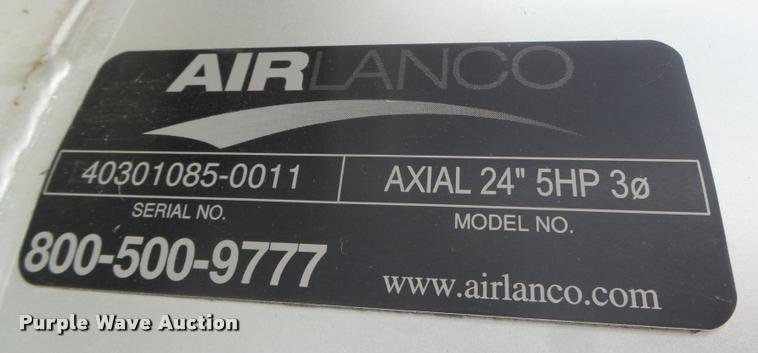 AIRLANCO
40301085-0011 AXIAL 24" 5HP 3ø
SERIAL NO. MODEL NO.
800-500-9777 www.airlanco.com
Purple Wave Auction